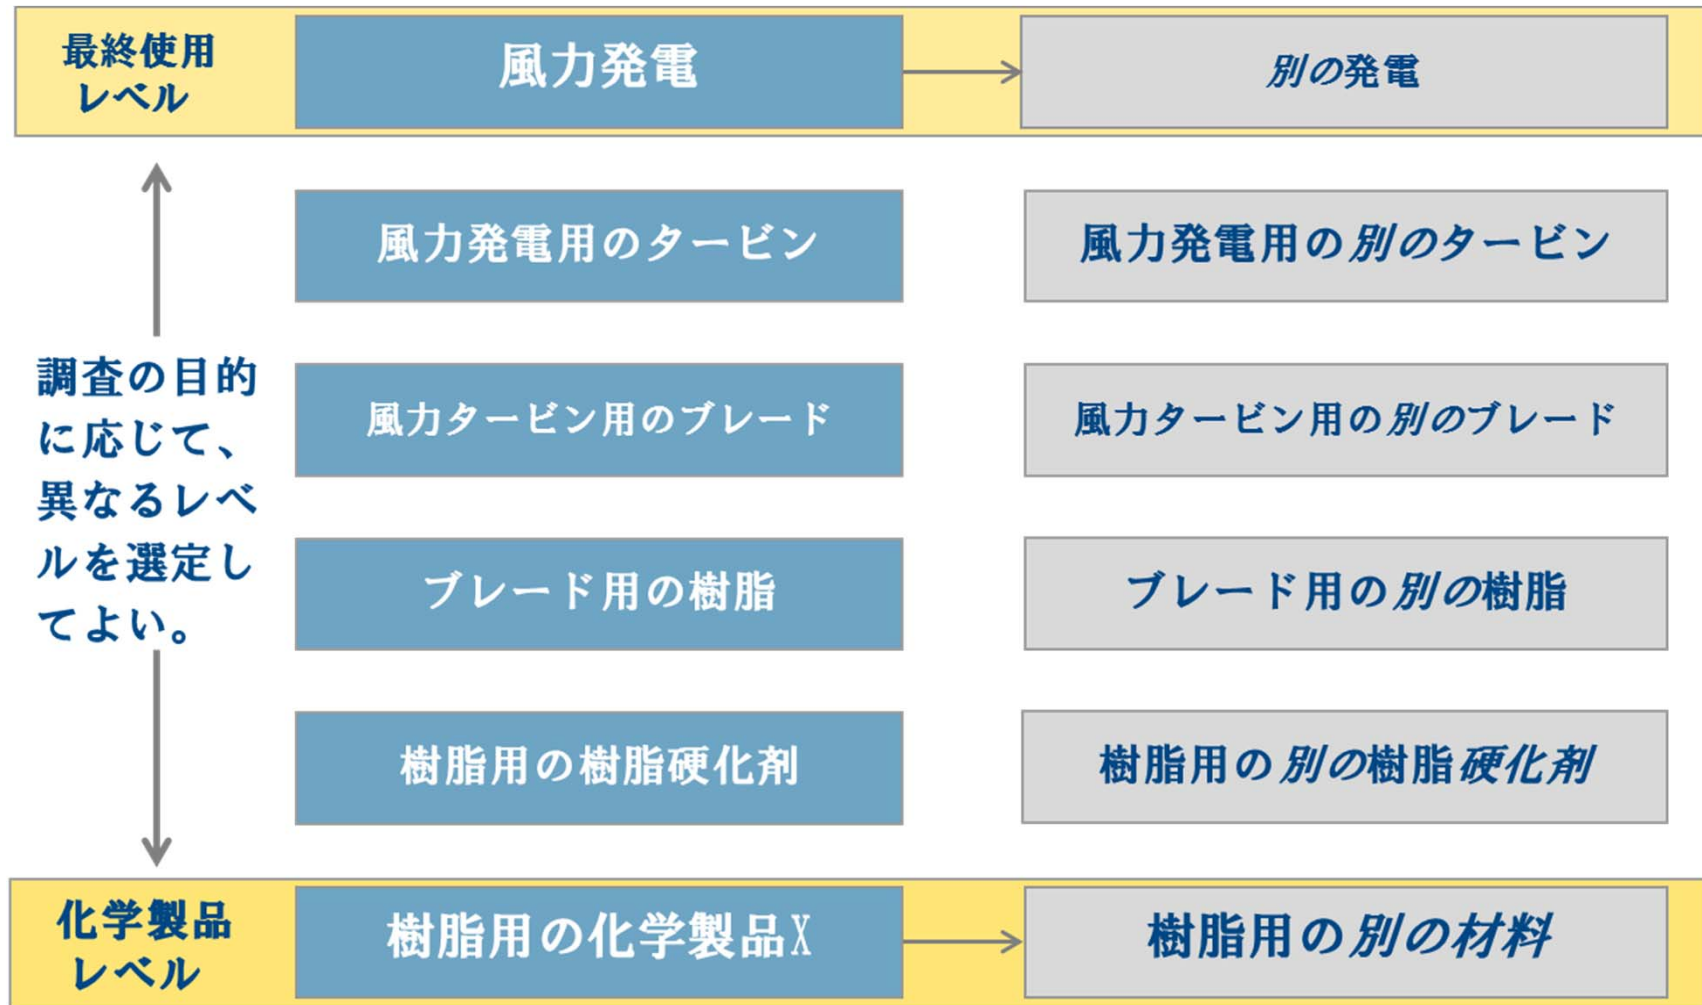 最終使用
レベル
風力発電
別の発電
風力発電用のタービン
風力発電用の別のタービン
調査の目的
に応じて、
異なるレベ
ルを選定し
てよい。
風力タービン用のブレード
風力タービン用の別のブレード
ブレード用の樹脂
ブレード用の別の樹脂
樹脂用の樹脂硬化剤
樹脂用の別の樹脂硬化剤
化学製品
レベル
樹脂用の化学製品X
樹脂用の別の材料